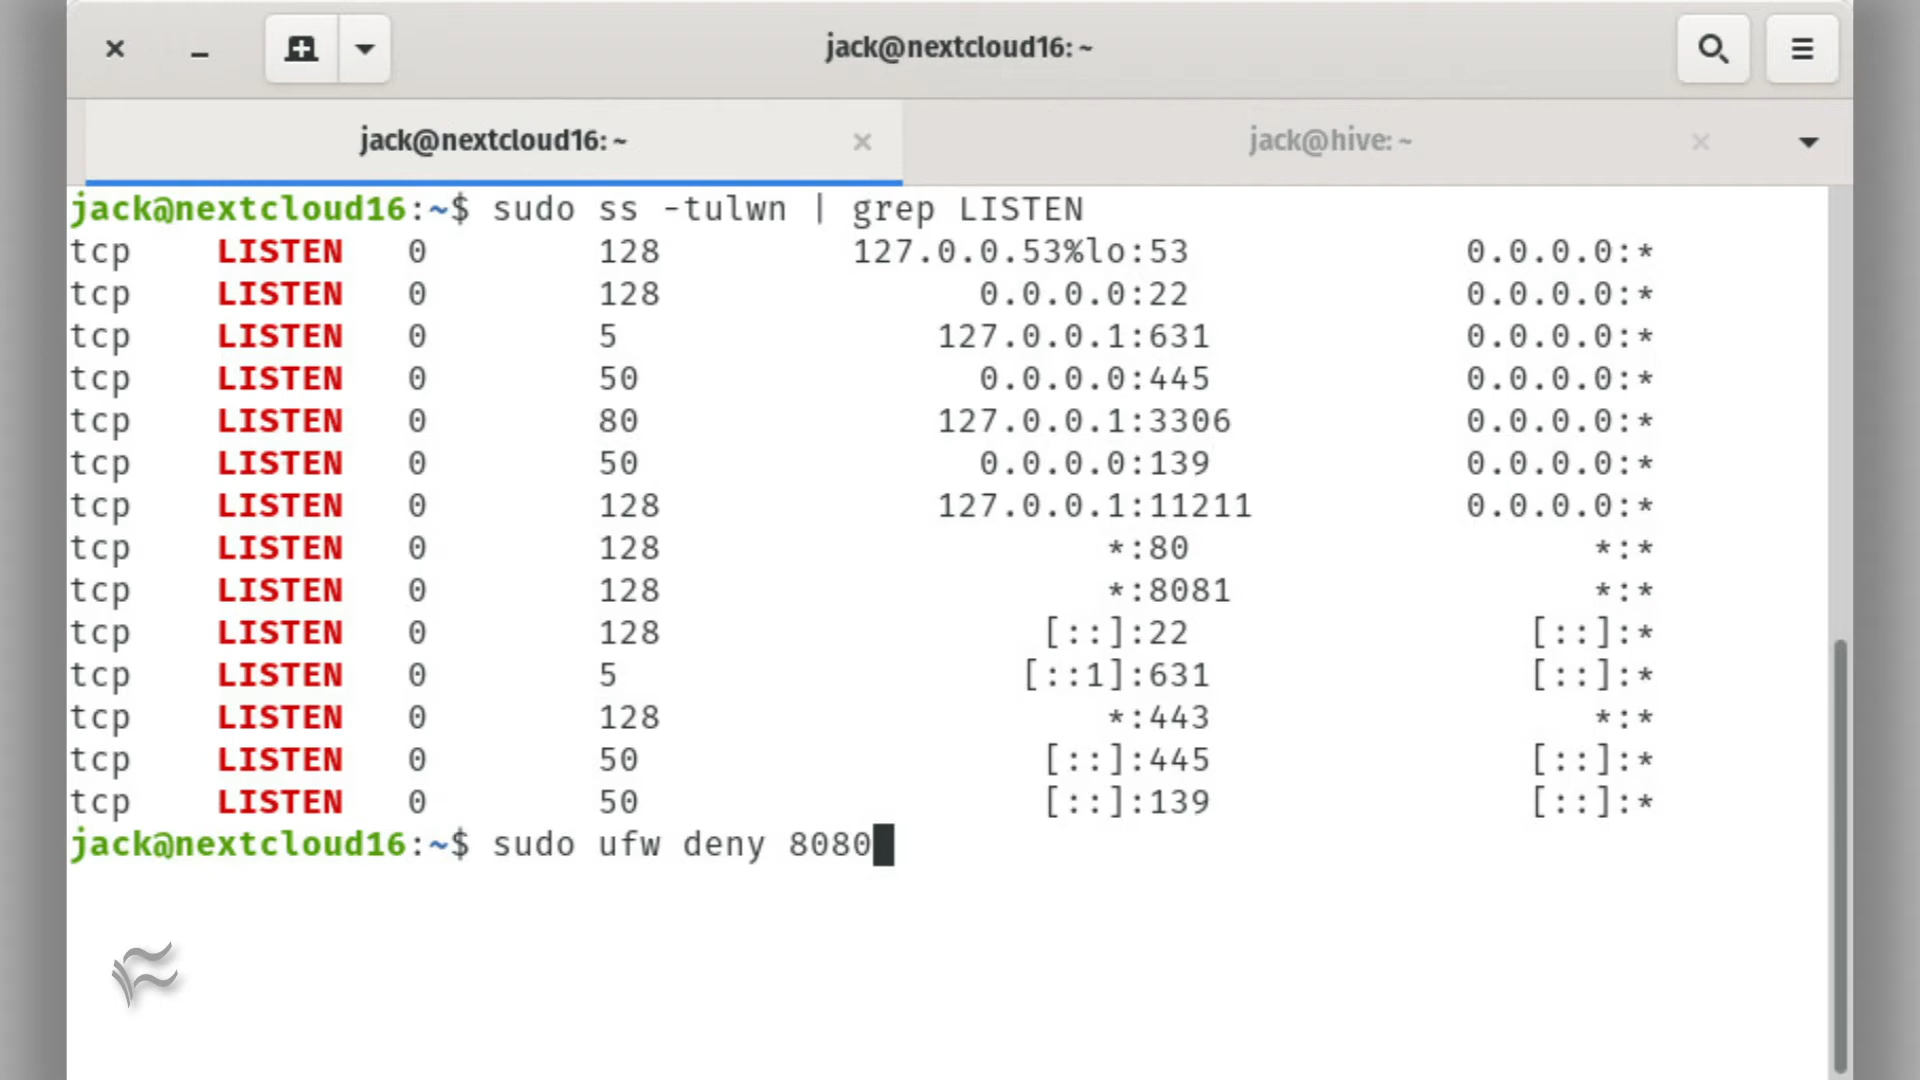 jack@nextcloud16: ~
jack@nextcloud16: ~
jack@hive: ~
jack@nextcloud16:~$ sudo ss -tulwn | grep LISTEN
tcp LISTEN 0 128 127.0.0.53%lo:53 0.0.0.0:*
tcp LISTEN 0 128 0.0.0.0:22 0.0.0.0:*
tcp LISTEN 0 5 127.0.0.1:631 0.0.0.0:*
tcp LISTEN 0 50 0.0.0.0:445 0.0.0.0:*
tcp LISTEN 0 80 127.0.0.1:3306 0.0.0.0:*
tcp LISTEN 0 50 0.0.0.0:139 0.0.0.0:*
tcp LISTEN 0 128 127.0.0.1:11211 0.0.0.0:*
tcp LISTEN 0 128 *:80 *:*
tcp LISTEN 0 128 *:8081 *:*
tcp LISTEN 0 128 [::]:22 [::]:*
tcp LISTEN 0 5 [::1]:631 [::]:*
tcp LISTEN 0 128 *:443 *:*
tcp LISTEN 0 50 [::]:445 [::]:*
tcp LISTEN 0 50 [::]:139 [::]:*
jack@nextcloud16:~$ sudo ufw deny 8080